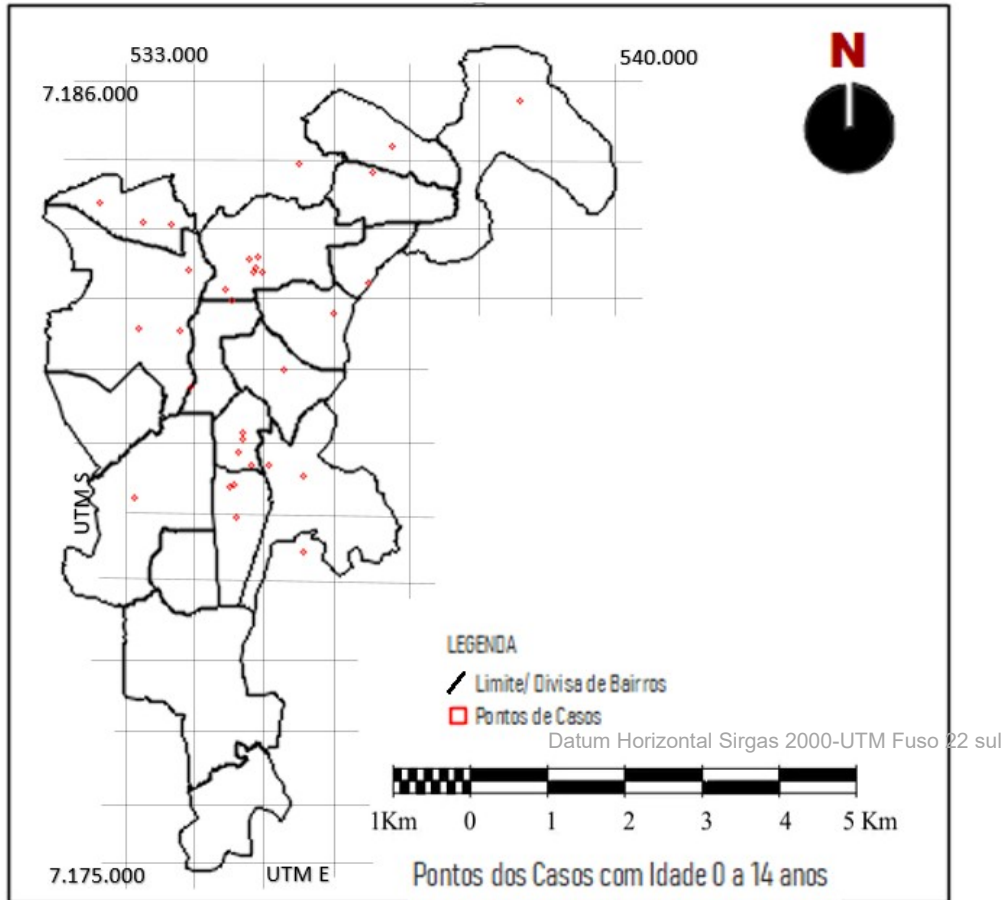 N
533.000
540.000
7.186.000
UTM S
LEGENDA
Limite/ Divisa de Bairros
Pontos de Casos
Datum Horizontal Sirgas 2000-UTM Fuso 22 sul
1Km 0 1 2 3 4 5 Km
7.175.000
UTM E
Pontos dos Casos com Idade 0 a 14 anos